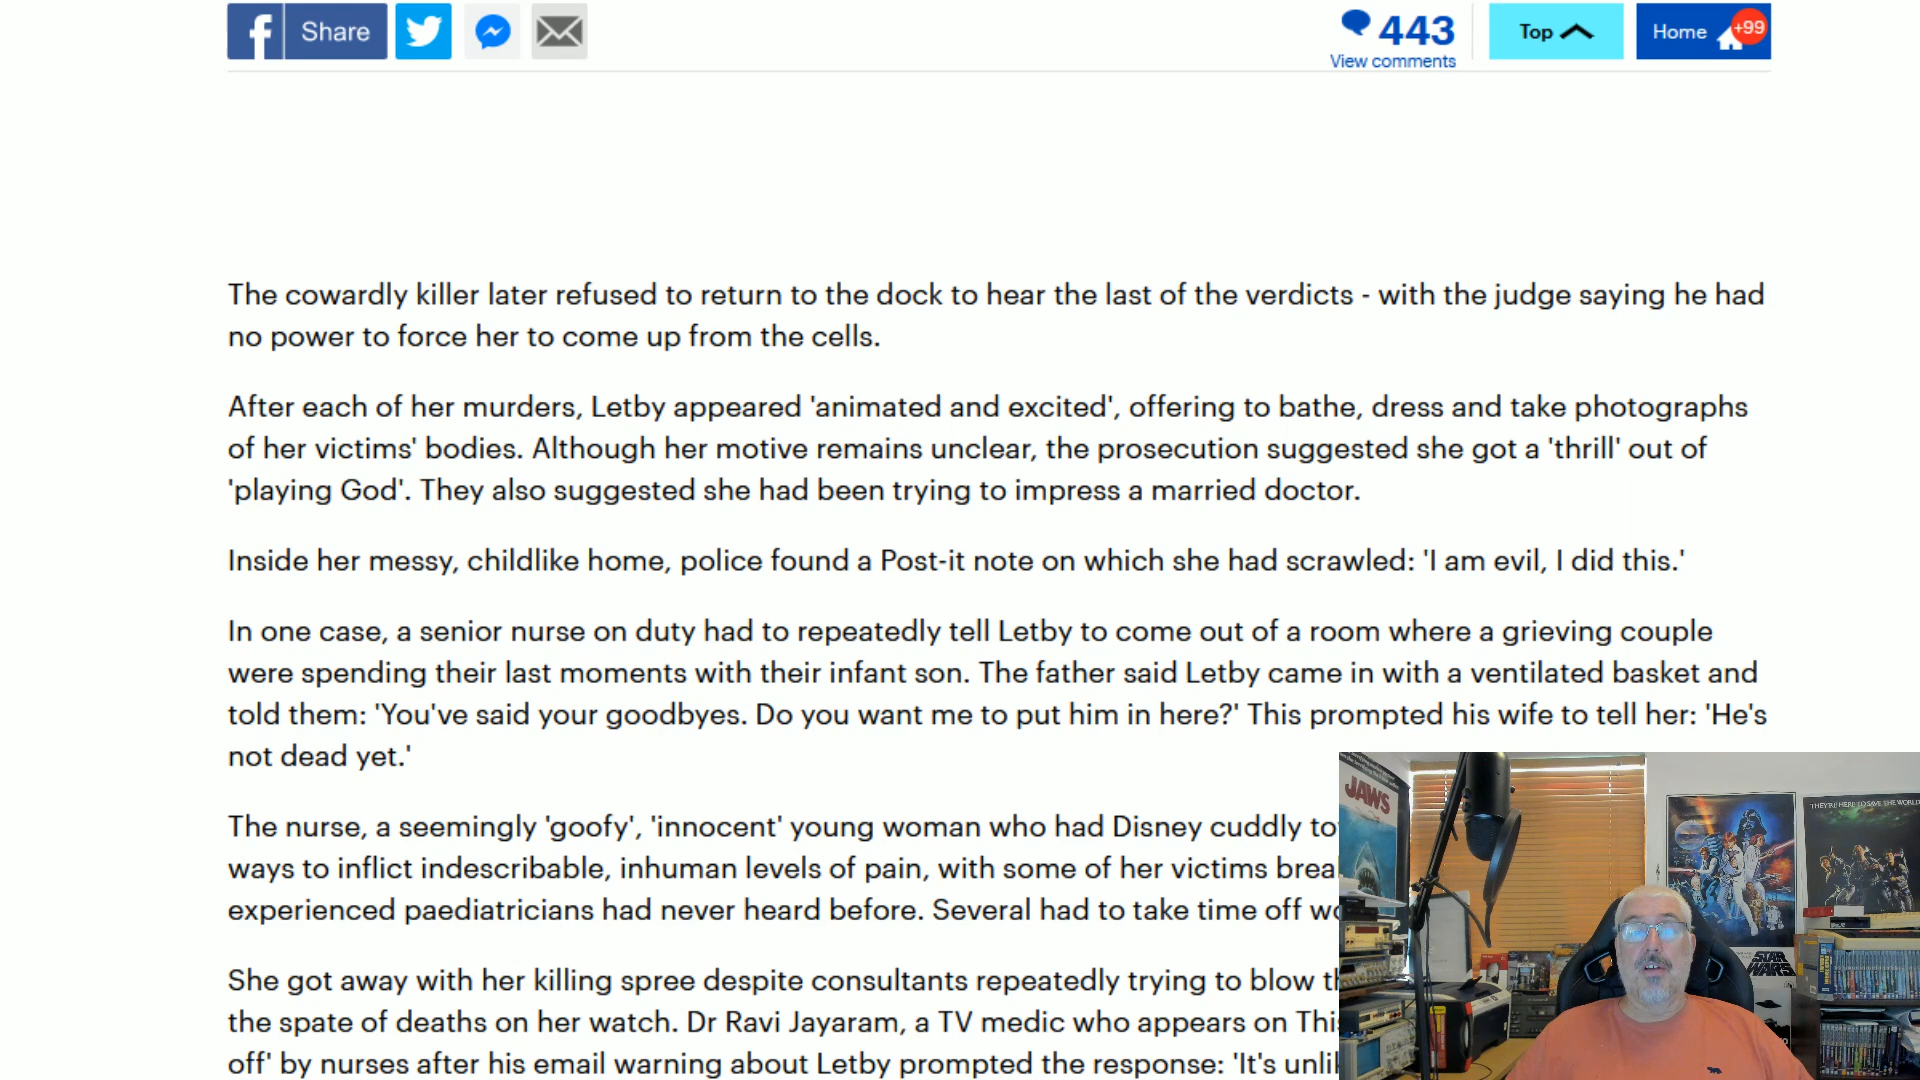 Share
443
View comments
Top
Home
+99
The cowardly killer later refused to return to the dock to hear the last of the verdicts - with the judge saying he had
no power to force her to come up from the cells.
After each of her murders, Letby appeared 'animated and excited', offering to bathe, dress and take photographs
of her victims' bodies. Although her motive remains unclear, the prosecution suggested she got a 'thrill' out of
'playing God'. They also suggested she had been trying to impress a married doctor.
Inside her messy, childlike home, police found a Post-it note on which she had scrawled: 'I am evil, I did this.'
In one case, a senior nurse on duty had to repeatedly tell Letby to come out of a room where a grieving couple
were spending their last moments with their infant son. The father said Letby came in with a ventilated basket and
told them: 'You've said your goodbyes. Do you want me to put him in here?' This prompted his wife to tell her: 'He's
not dead yet.'
The nurse, a seemingly 'goofy', 'innocent' young woman who had Disney cuddly
ways to inflict indescribable, inhuman levels of pain, with some of her victims
experienced paediatricians had never heard before. Several had to take time off
She got away with her killing spree despite consultants repeatedly trying to blow
the spate of deaths on her watch. Dr Ravi Jayaram, a TV medic who appears on
off' by nurses after his email warning about Letby prompted the response: 'It's
JAWS
THEY'RE HERE TO SAVE THE WORLD
STAR
WARS